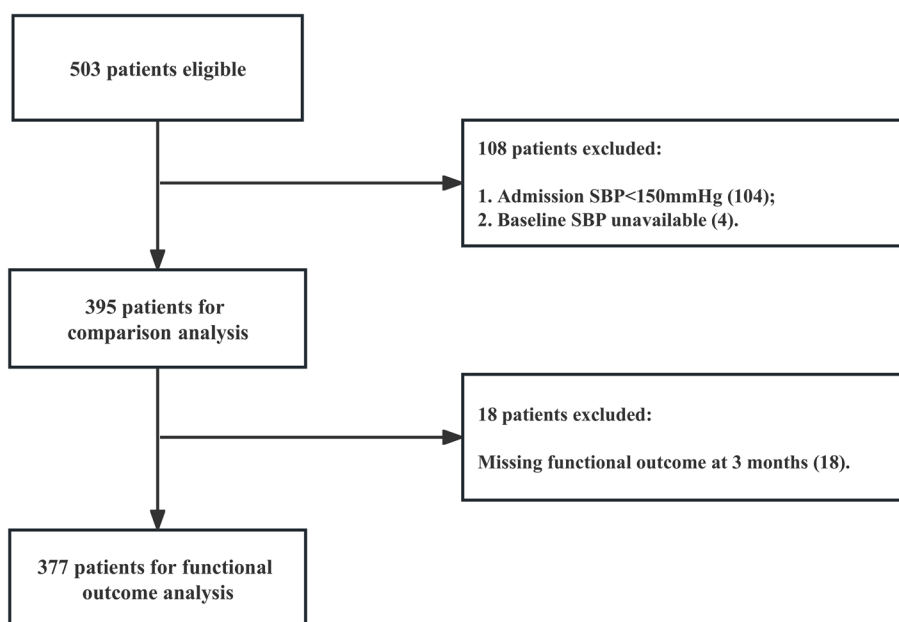 503 patients eligible
108 patients excluded:
1. Admission SBP<150mmHg (104);
2. Baseline SBP unavailable (4).
395 patients for
comparison analysis
18 patients excluded:
Missing functional outcome at 3 months (18).
377 patients for functional
outcome analysis